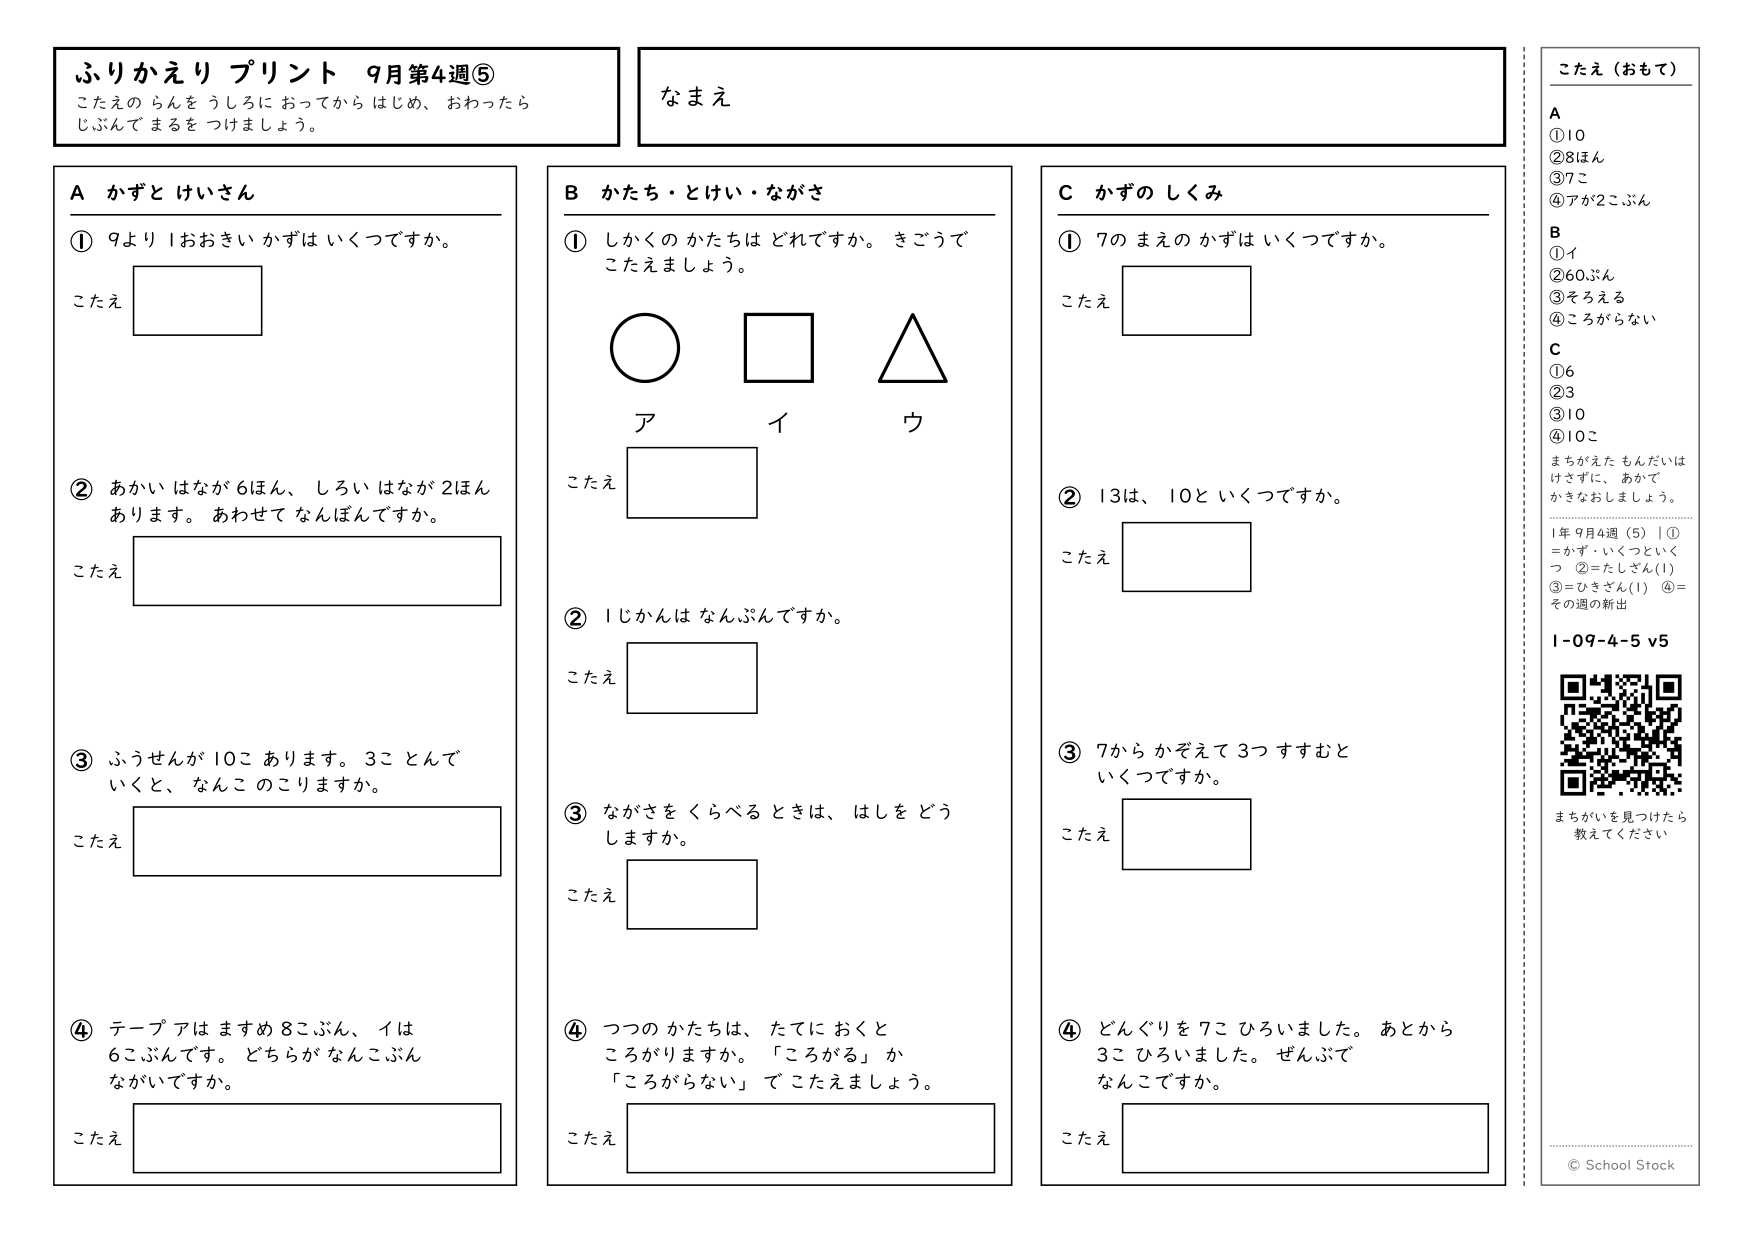 ふりかえり プリント　9月第4週⑤
こたえの らんを うしろに おってから はじめ、 おわったら
じぶんで まるを つけましょう。
なまえ
A　かずと けいさん
① 9より 1おおきい かずは いくつですか。
こたえ
② あかい はなが 6ほん、 しろい はなが 2ほん
あります。 あわせて なんぼんですか。
こたえ
③ ふうせんが 10こ あります。 3こ とんで
いくと、 なんこ のこりますか。
こたえ
④ テープ アは ますめ 8こぶん、 イは
6こぶんです。 どちらが なんこぶん
ながいですか。
こたえ
B　かたち・とけい・ながさ
① しかくの かたちは どれですか。 きごうで
こたえましょう。
ア イ ウ
こたえ
② 1じかんは なんぷんですか。
こたえ
③ ながさを くらべる ときは、 はしを どう
しますか。
こたえ
④ つつの かたちは、 たてに おくと
ころがりますか。 「ころがる」 か
「ころがらない」 で こたえましょう。
こたえ
C　かずの しくみ
① 7の まえの かずは いくつですか。
こたえ
② 13は、 10と いくつですか。
こたえ
③ 7から かぞえて 3つ すすむと
いくつですか。
こたえ
④ どんぐりを 7こ ひろいました。 あとから
3こ ひろいました。 ぜんぶで
なんこですか。
こたえ
こたえ（おもて）
A
①10
②8ほん
③7こ
④アが2こぶん
B
①イ
②60ぷん
③そろえる
④ころがらない
C
①6
②3
③10
④10こ
まちがえた もんだいは
けさずに、 あかで
かきなおしましょう。
1年 9月4週（5）｜①
＝かず・いくつといく
つ　②＝たしざん(1)
③＝ひきざん(1)　④＝
その週の新出
1-09-4-5 v5
まちがいを見つけたら
教えてください
© School Stock